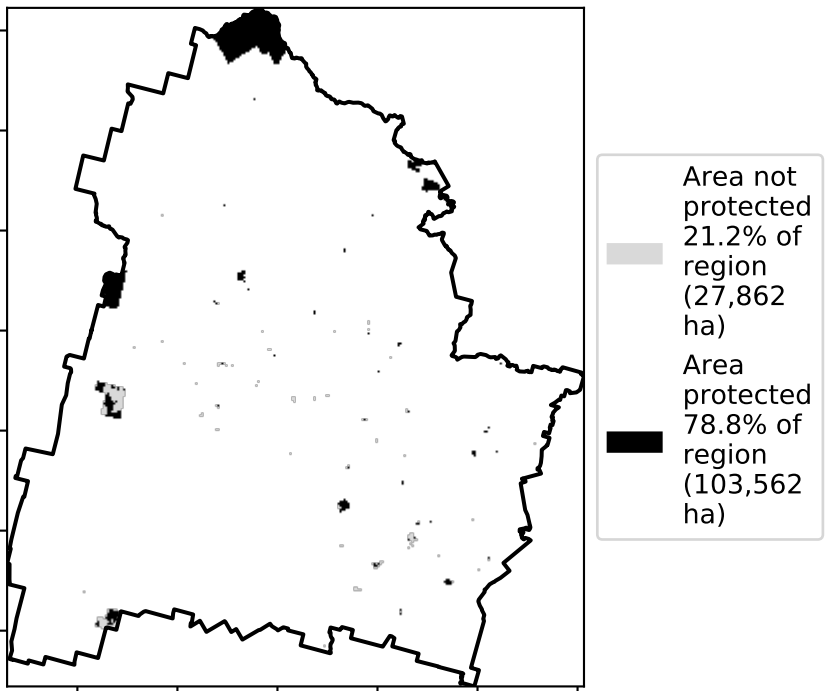 Area not
protected
21.2% of
region
(27,862
ha)
Area
protected
78.8% of
region
(103,562
ha)